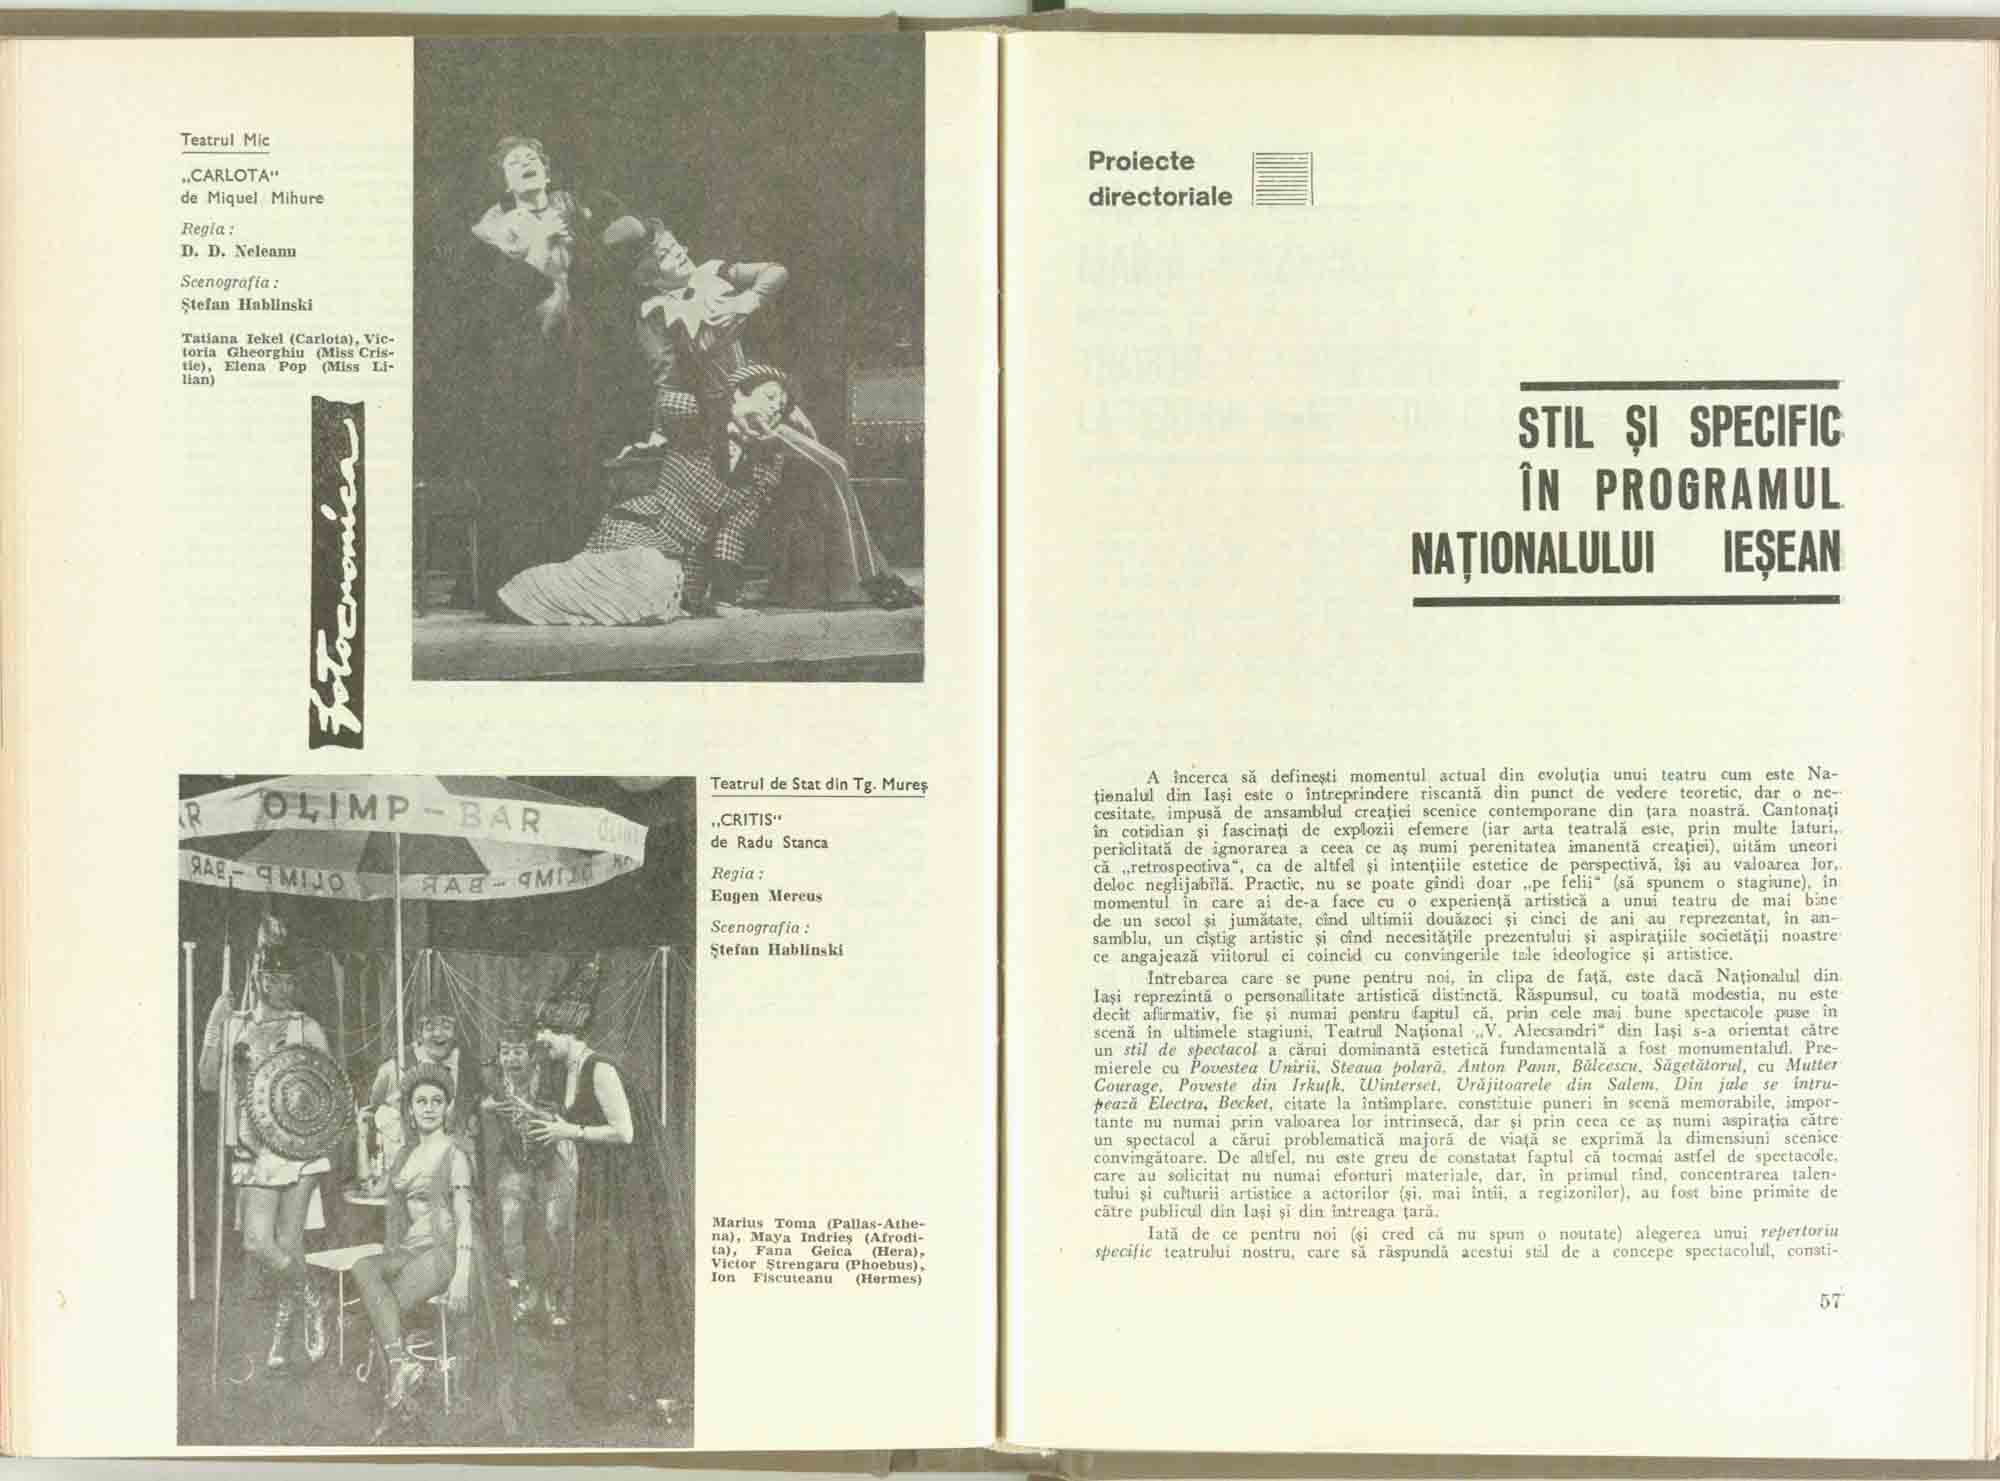 Teatrul Mic
„CARLOTA“
de Miquel Mihure
Regia :
D. D. Neleanu
Scenografia :
Ștefan Hablinski
Tatiana Iekel (Carlota), Vic-
toria Gheorghiu (Miss Cris-
tie), Elena Pop (Miss Li-
lian)
fotocronica
OLIMP - BAR
Teatrul de Stat din Tg. Mureș
„CRITIS“
de Radu Stanca
Regia :
Eugen Mercus
Scenografia :
Ștefan Hablinski
Marius Toma (Pallas-Athe-
na), Maya Indrieș (Afrodi-
ta), Fana Geica (Hera),
Victor Ștrengaru (Phoebus),
Ion Fiscuteanu (Hermes)
Proiecte
directoriale
STIL ȘI SPECIFIC
ÎN PROGRAMUL
NAȚIONALULUI IEȘEAN
A încerca să definești momentul actual din evoluția unui teatru cum este Na-
ționalul din Iași este o întreprindere riscantă din punct de vedere teoretic, dar o ne-
cesitate, impusă de ansamblul creației scenice contemporane din țara noastră. Cantonați
în cotidian și fascinați de explozii efemere (iar arta teatrală este, prin multe laturi,
periclitată de ignorarea a ceea ce aș numi perenitatea imanentă creației), uităm uneori
că „retrospectiva“, ca de altfel și intențiile estetice de perspectivă, își au valoarea lor,
deloc neglijabilă. Practic, nu se poate gîndi doar „pe felii“ (să spunem o stagiune), în
momentul în care ai de-a face cu o experiență artistică a unui teatru de mai bine
de un secol și jumătate, cînd ultimii douăzeci și cinci de ani au reprezentat, în an-
samblu, un cîștig artistic și cînd necesitățile prezentului și aspirațiile societății noastre
ce angajează viitorul ei coincid cu convingerile tale ideologice și artistice.
Intrebarea care se pune pentru noi, în clipa de față, este dacă Naționalul din
Iași reprezintă o personalitate artistică distinctă. Răspunsul, cu toată modestia, nu este
decît afirmativ, fie și numai pentru faptul că, prin cele mai bune spectacole puse în
scenă în ultimele stagiuni, Teatrul Național „V. Alecsandri“ din Iași s-a orientat către
un stil de spectacol a cărui dominantă estetică fundamentală a fost monumentalul. Pre-
mierele cu Povestea Unirii, Steaua polară, Anton Pann, Bălcescu, Săgetătorul, cu Mutter
Courage, Poveste din Irkuțk, Winterset, Vrăjitoarele din Salem, Din jale se întru-
pează Electra, Becket, citate la întîmplare, constituie puneri în scenă memorabile, impor-
tante nu numai prin valoarea lor intrinsecă, dar și prin ceea ce aș numi aspirația către
un spectacol a cărui problematică majoră de viață se exprimă la dimensiuni scenice
convingătoare. De altfel, nu este greu de constatat faptul că tocmai astfel de spectacole,
care au solicitat nu numai eforturi materiale, dar, în primul rînd, concentrarea talen-
tului și culturii artistice a actorilor (și, mai întîi, a regizorilor), au fost bine primite de
către publicul din Iași și din întreaga țară.
Iată de ce pentru noi (și cred că nu spun o noutate) alegerea unui repertoriu
specific teatrului nostru, care să răspundă acestui stil de a concepe spectacolul, consti-
57